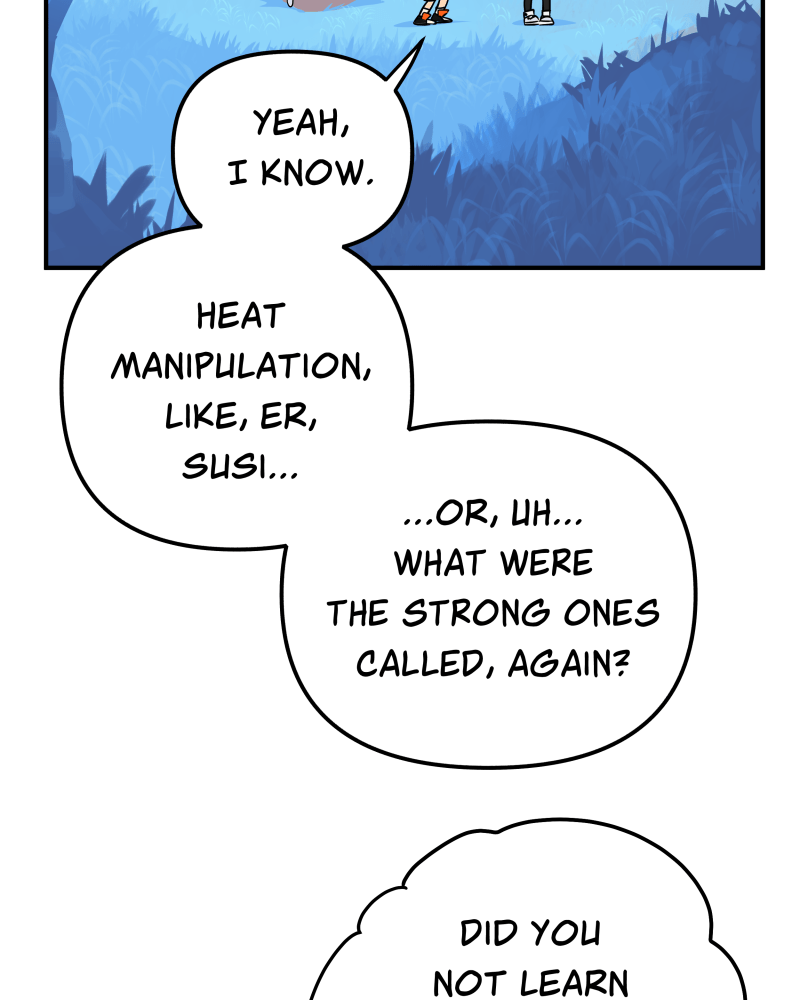 YEAH,
I KNOW.
HEAT
MANIPULATION,
LIKE, ER,
SUSI...
...OR, UH...
WHAT WERE
THE STRONG ONES
CALLED, AGAIN?
DID YOU
NOT LEARN